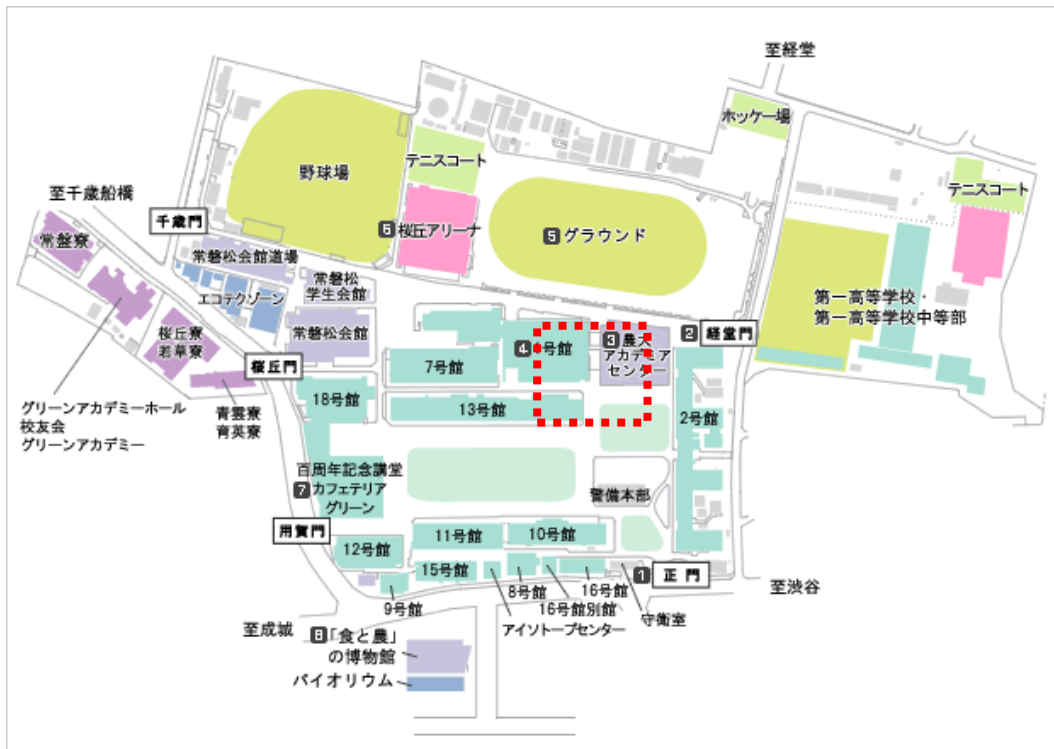 至経堂
ホッケー場
テニスコート
野球場
テニスコート
至千歳船橋
千歳門
6 桜丘アリーナ
5 グラウンド
常盤寮
常磐松会館道場
エコテクゾーン
常磐松
学生会館
第一高等学校・
第一高等学校中等部
桜丘寮
若草寮
常磐松会館
4 号館
3 農大
アカデミア
センター
2 経堂門
桜丘門
7号館
18号館
13号館
2号館
グリーンアカデミーホール
校友会
グリーンアカデミー
青雲寮
育英寮
百周年記念講堂
7 カフェテリア
グリーン
警備本部
用賀門
12号館
11号館
10号館
15号館
1 正門
至渋谷
9号館
8号館
16号館
16号館別館
守衛室
アイソトープセンター
至成城
8 「食と農」
の博物館
バイオリウム